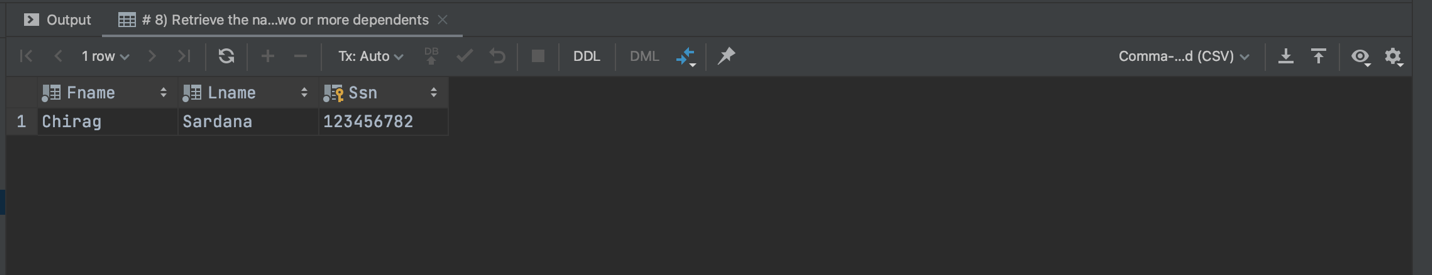 Output # 8) Retrieve the na...wo or more dependents
1 row Tx: Auto DB DDL DML Comma-...d (CSV)
Fname Lname Ssn
1 Chirag Sardana 123456782